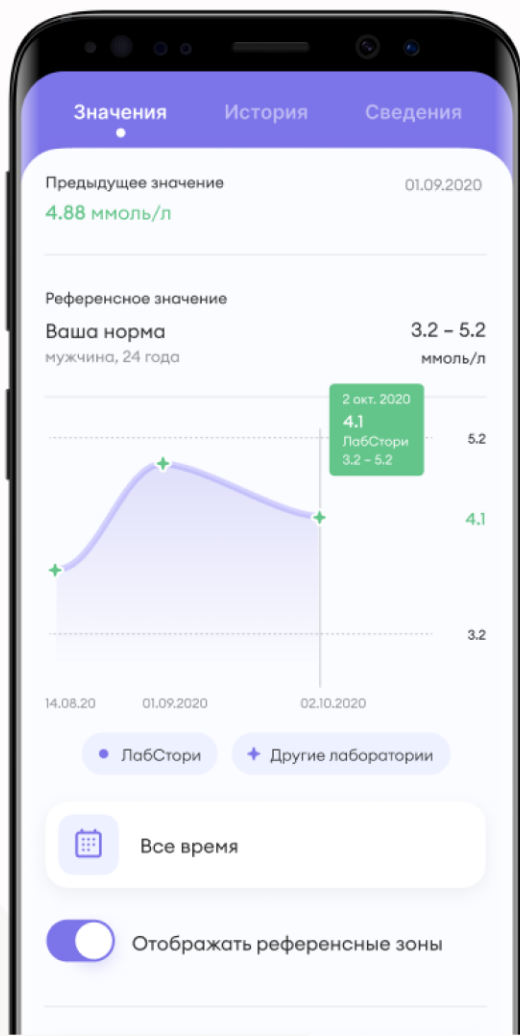 Значения История Сведения
Предыдущее значение 01.09.2020
4.88 ммоль/л
Референсное значение
Ваша норма 3.2 – 5.2
мужчина, 24 года ммоль/л
2 окт. 2020
4.1
ЛабСтори
3.2 – 5.2
5.2
4.1
3.2
14.08.20 01.09.2020 02.10.2020
ЛабСтори Другие лаборатории
Все время
Отображать референсные зоны